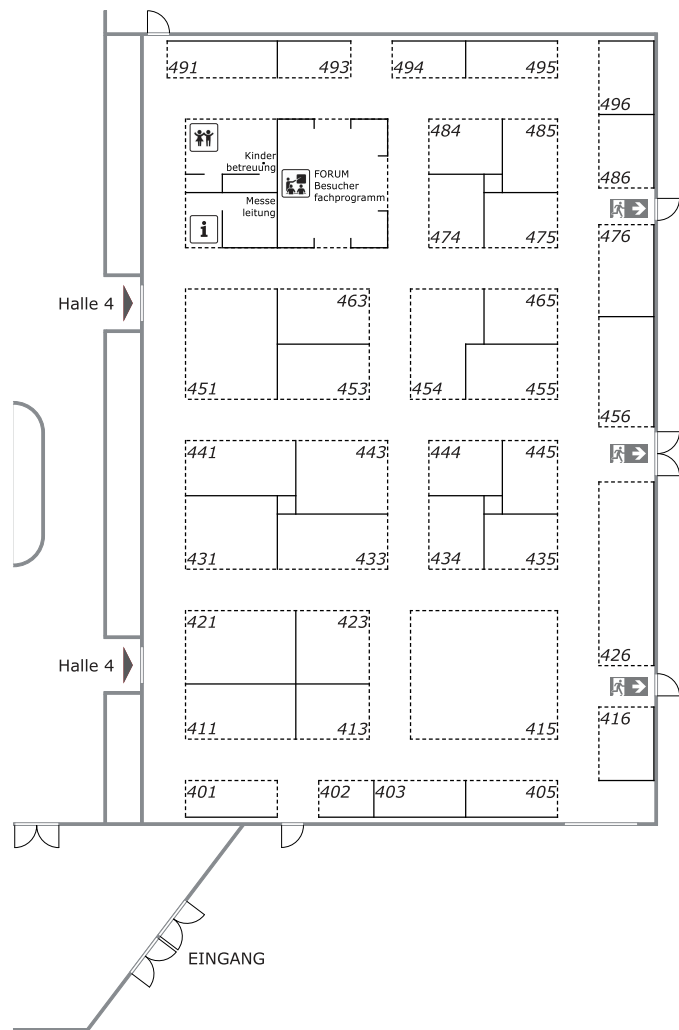 491 493 494 495
496
484 485
Kinder
betreuung
FORUM
Besucher
fachprogramm
486
Messe
leitung
i
474 475
476
Halle 4
463 465
451 453 454 455
456
441 443 444 445
431 433 434 435
421 423
426
Halle 4
416
411 413 415
401 402 403 405
EINGANG